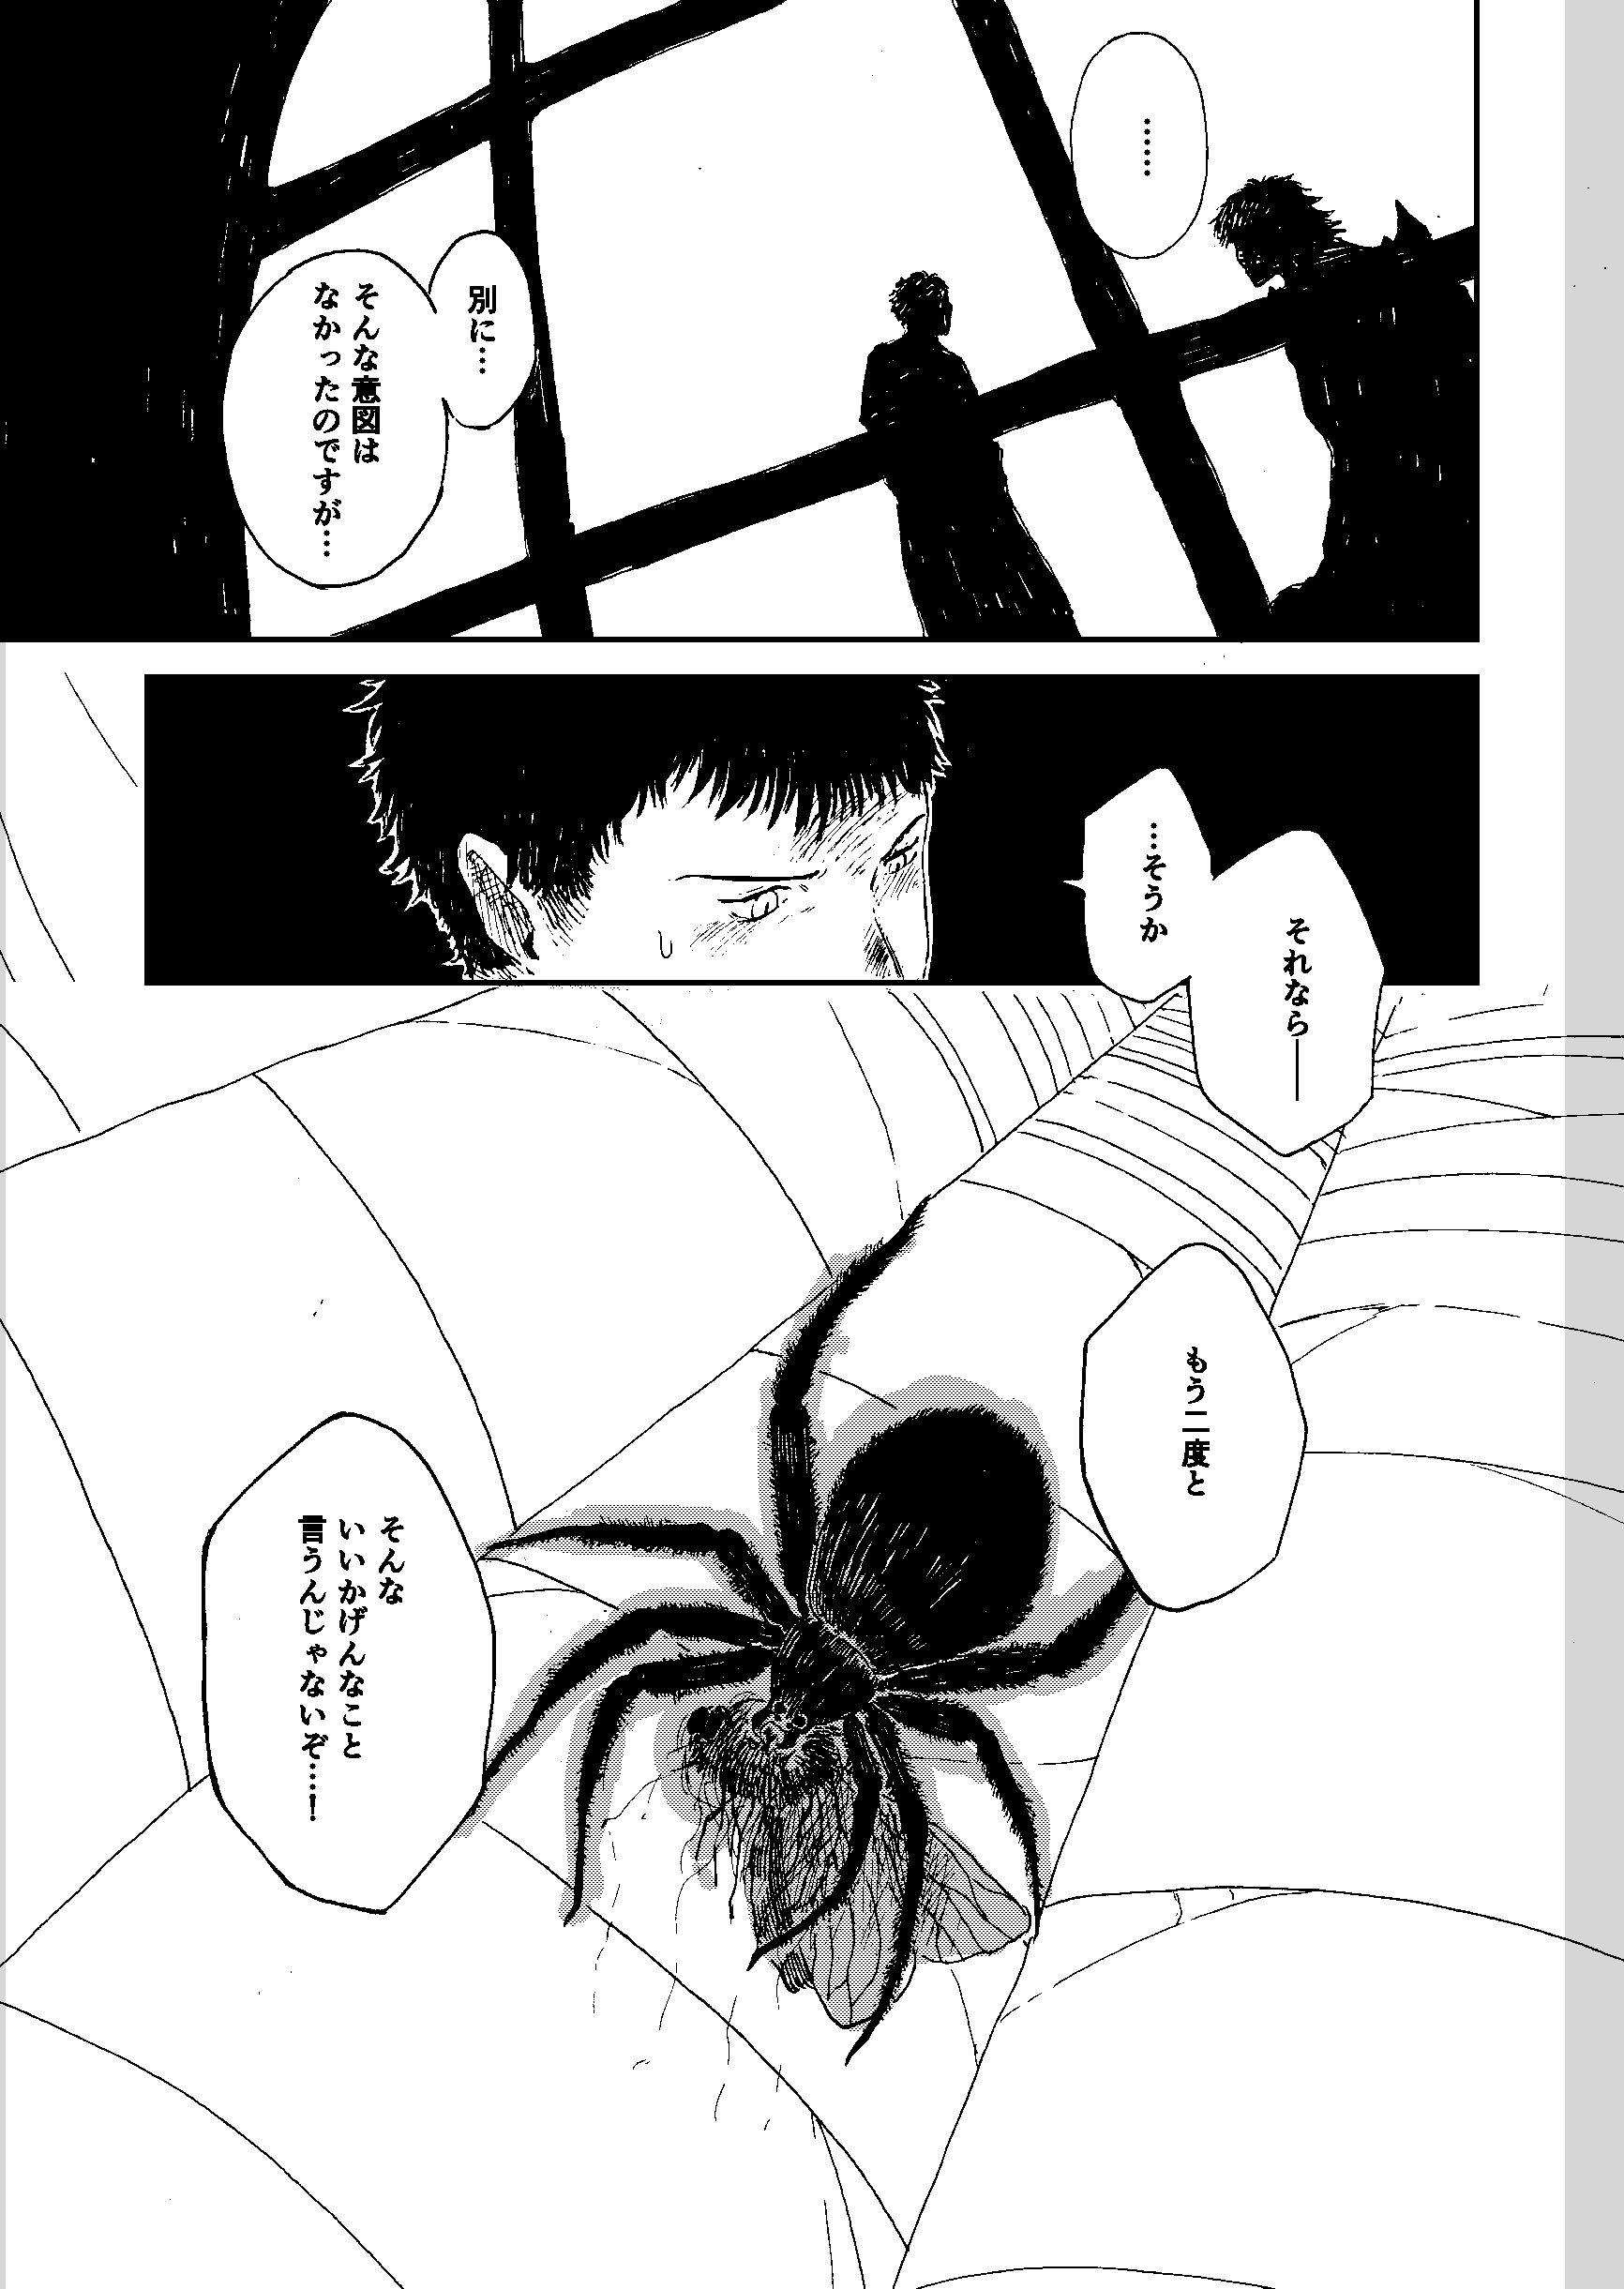 ……
別に…
そんな意図は
なかったのですが…
…そうか
それなら――
もう二度と
そんな
いいかげんなこと
言うんじゃないぞ……!